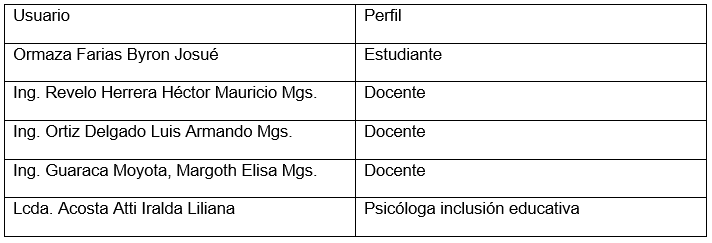 Usuario Perfil
Ormaza Farias Byron Josué Estudiante
Ing. Revelo Herrera Héctor Mauricio Mgs. Docente
Ing. Ortiz Delgado Luis Armando Mgs. Docente
Ing. Guaraca Moyota, Margoth Elisa Mgs. Docente
Lcda. Acosta Atti Iralda Liliana Psicóloga inclusión educativa